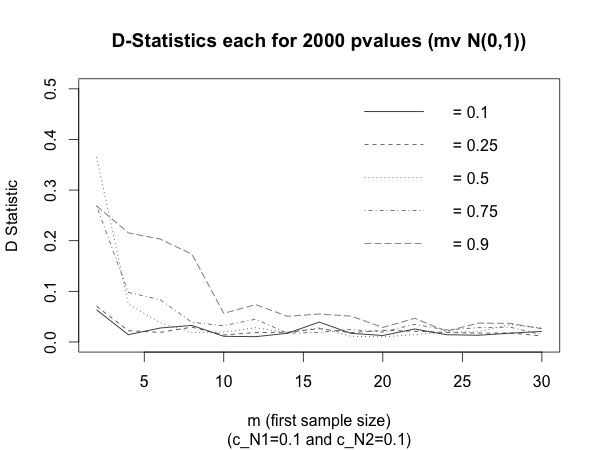 D-Statistics each for 2000 pvalues (mv N(0,1))
D Statistic
0.5
0.4
0.3
0.2
0.1
0.0
= 0.1
= 0.25
= 0.5
= 0.75
= 0.9
5 10 15 20 25 30
m (first sample size)
(c_N1=0.1 and c_N2=0.1)